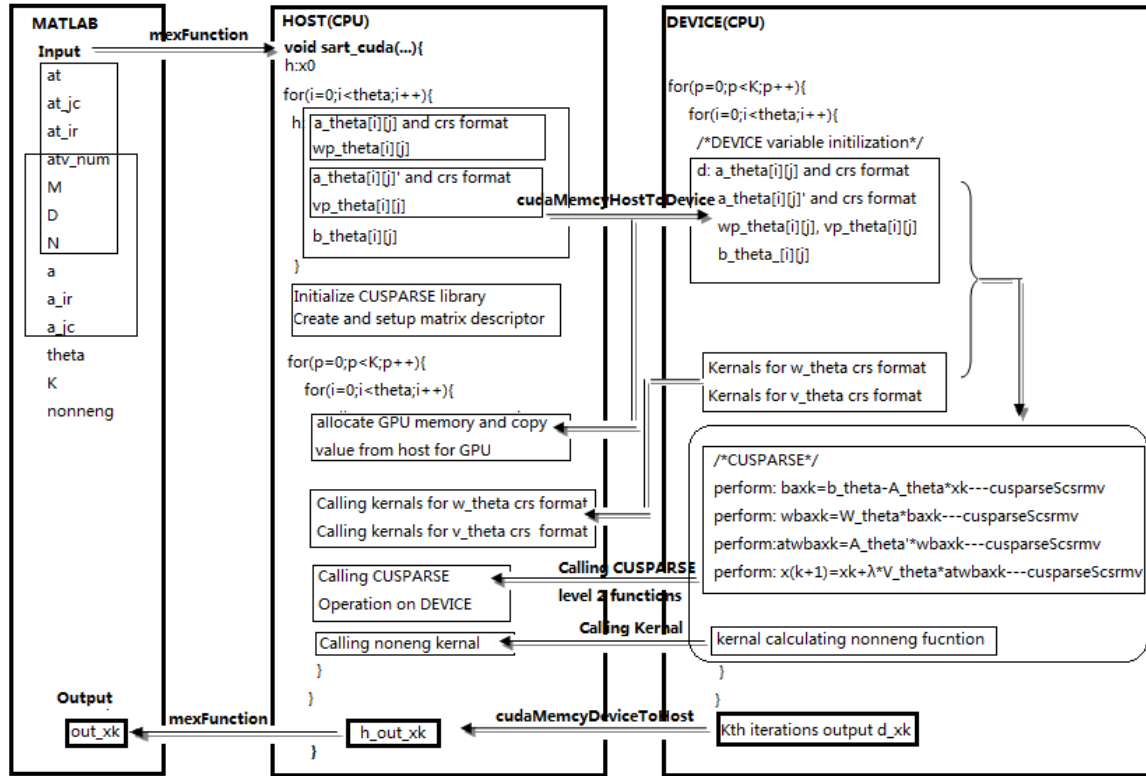 MATLAB
Input
at
at_jc
at_ir
atv_num
M
D
N
a
a_ir
a_jc
theta
K
nonneng
Output
out_xk
mexFunction
mexFunction
HOST(CPU)
void sart_cuda(...){
h:x0
for(i=0;i<theta;i++){
h:
a_theta[i][j] and crs format
wp_theta[i][j]
a_theta[i][j]' and crs format
vp_theta[i][j]
b_theta[i][j]
}
Initialize CUSPARSE library
Create and setup matrix descriptor
for(p=0;p<K;p++){
for(i=0;i<theta;i++){
allocate GPU memory and copy
value from host for GPU
Calling kernals for w_theta crs format
Calling kernals for v_theta crs format
Calling CUSPARSE
Operation on DEVICE
Calling noneng kernal
}
}
h_out_xk
}
cudaMemcyHostToDevice
Calling CUSPARSE
level 2 functions
Calling Kernal
cudaMemcyDeviceToHost
DEVICE(CPU)
for(p=0;p<K;p++){
for(i=0;i<theta;i++){
/*DEVICE variable initilization*/
d: a_theta[i][j] and crs format
a_theta[i][j]' and crs format
wp_theta[i][j], vp_theta[i][j]
b_theta_[i][j]
Kernals for w_theta crs format
Kernals for v_theta crs format
/*CUSPARSE*/
perform: baxk=b_theta-A_theta*xk---cusparseScsrmv
perform: wbaxk=W_theta*baxk---cusparseScsrmv
perform:atwbaxk=A_theta'*wbaxk---cusparseScsrmv
perform: x(k+1)=xk+λ*V_theta*atwbaxk---cusparseScsrmv
kernal calculating nonneng fucntion
}
}
Kth iterations output d_xk